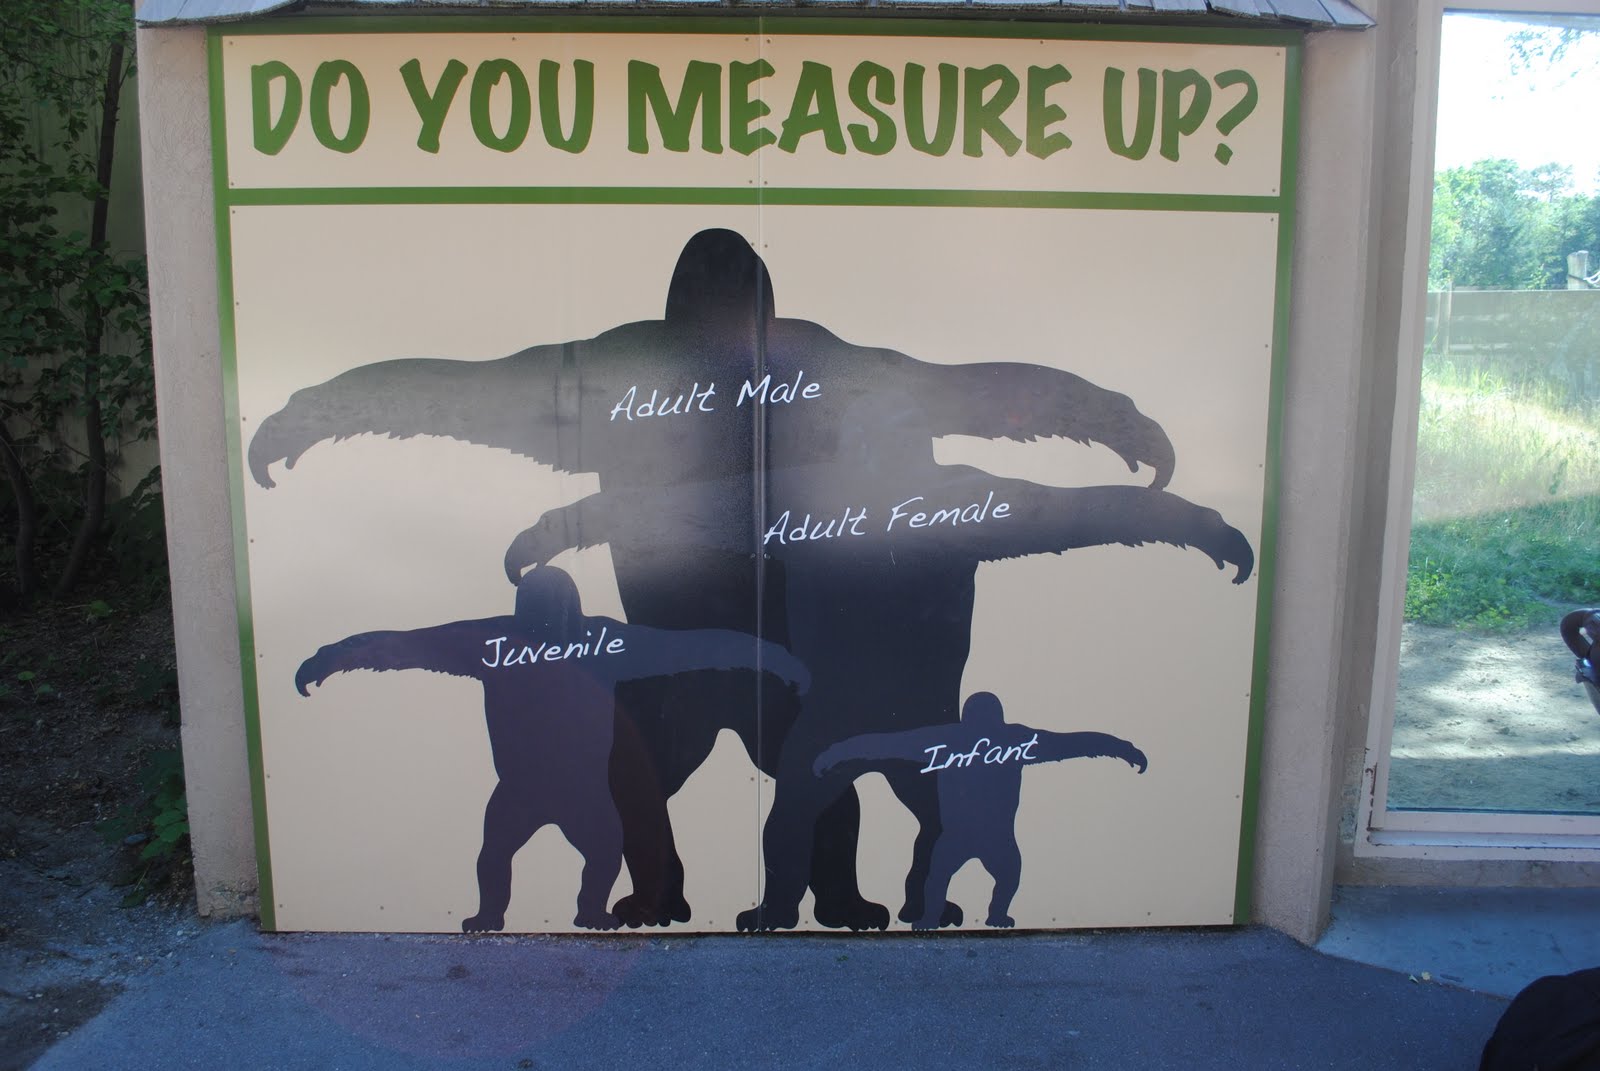 DO YOU MEASURE UP?
Adult Male
Adult Female
Juvenile
Infant